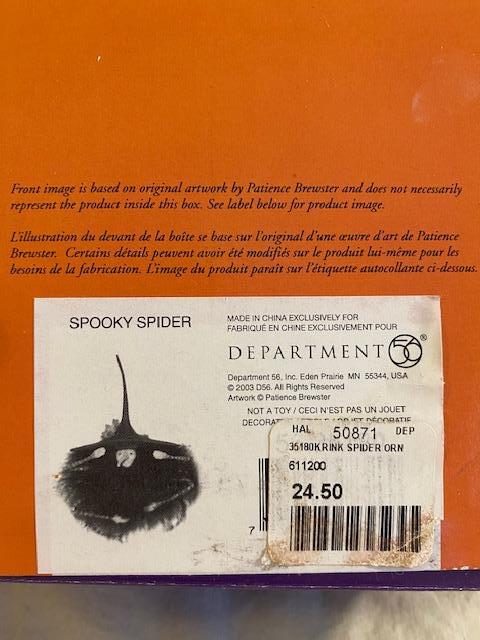 Front image is based on original artwork by Patience Brewster and does not necessarily
represent the product inside this box. See label below for product image.
L'illustration du devant de la boîte se base sur l'original d'une œuvre d'art de Patience
Brewster. Certains détails peuvent avoir été modifiés sur le produit lui-même pour les
besoins de la fabrication. L'image du produit paraît sur l'étiquette autocollante ci-dessous.
SPOOKY SPIDER
MADE IN CHINA EXCLUSIVELY FOR
FABRIQUÉ EN CHINE EXCLUSIVEMENT POUR
DEPARTMENT 56®
Department 56, Inc. Eden Prairie MN 55344, USA
© 2003 D56. All Rights Reserved
Artwork © Patience Brewster
NOT A TOY / CECI N'EST PAS UN JOUET
HAL 50871 DEP
35180KRINK SPIDER ORN
611200
24.50
7